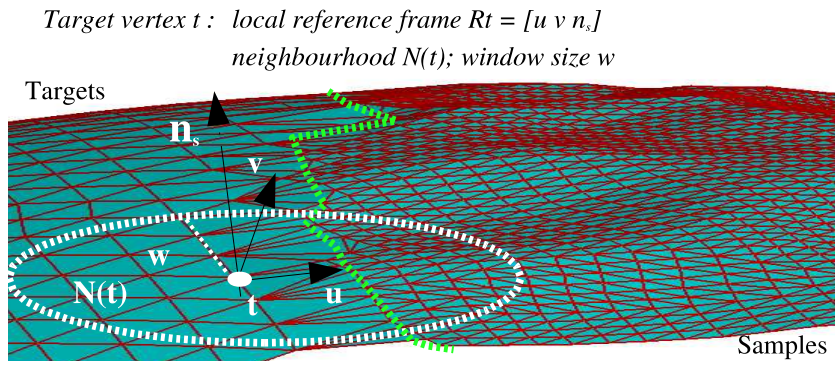 Target vertex t : local reference frame Rt = [u v nₛ]
neighbourhood N(t); window size w
Targets
nₛ
v
w
N(t)
t
u
Samples